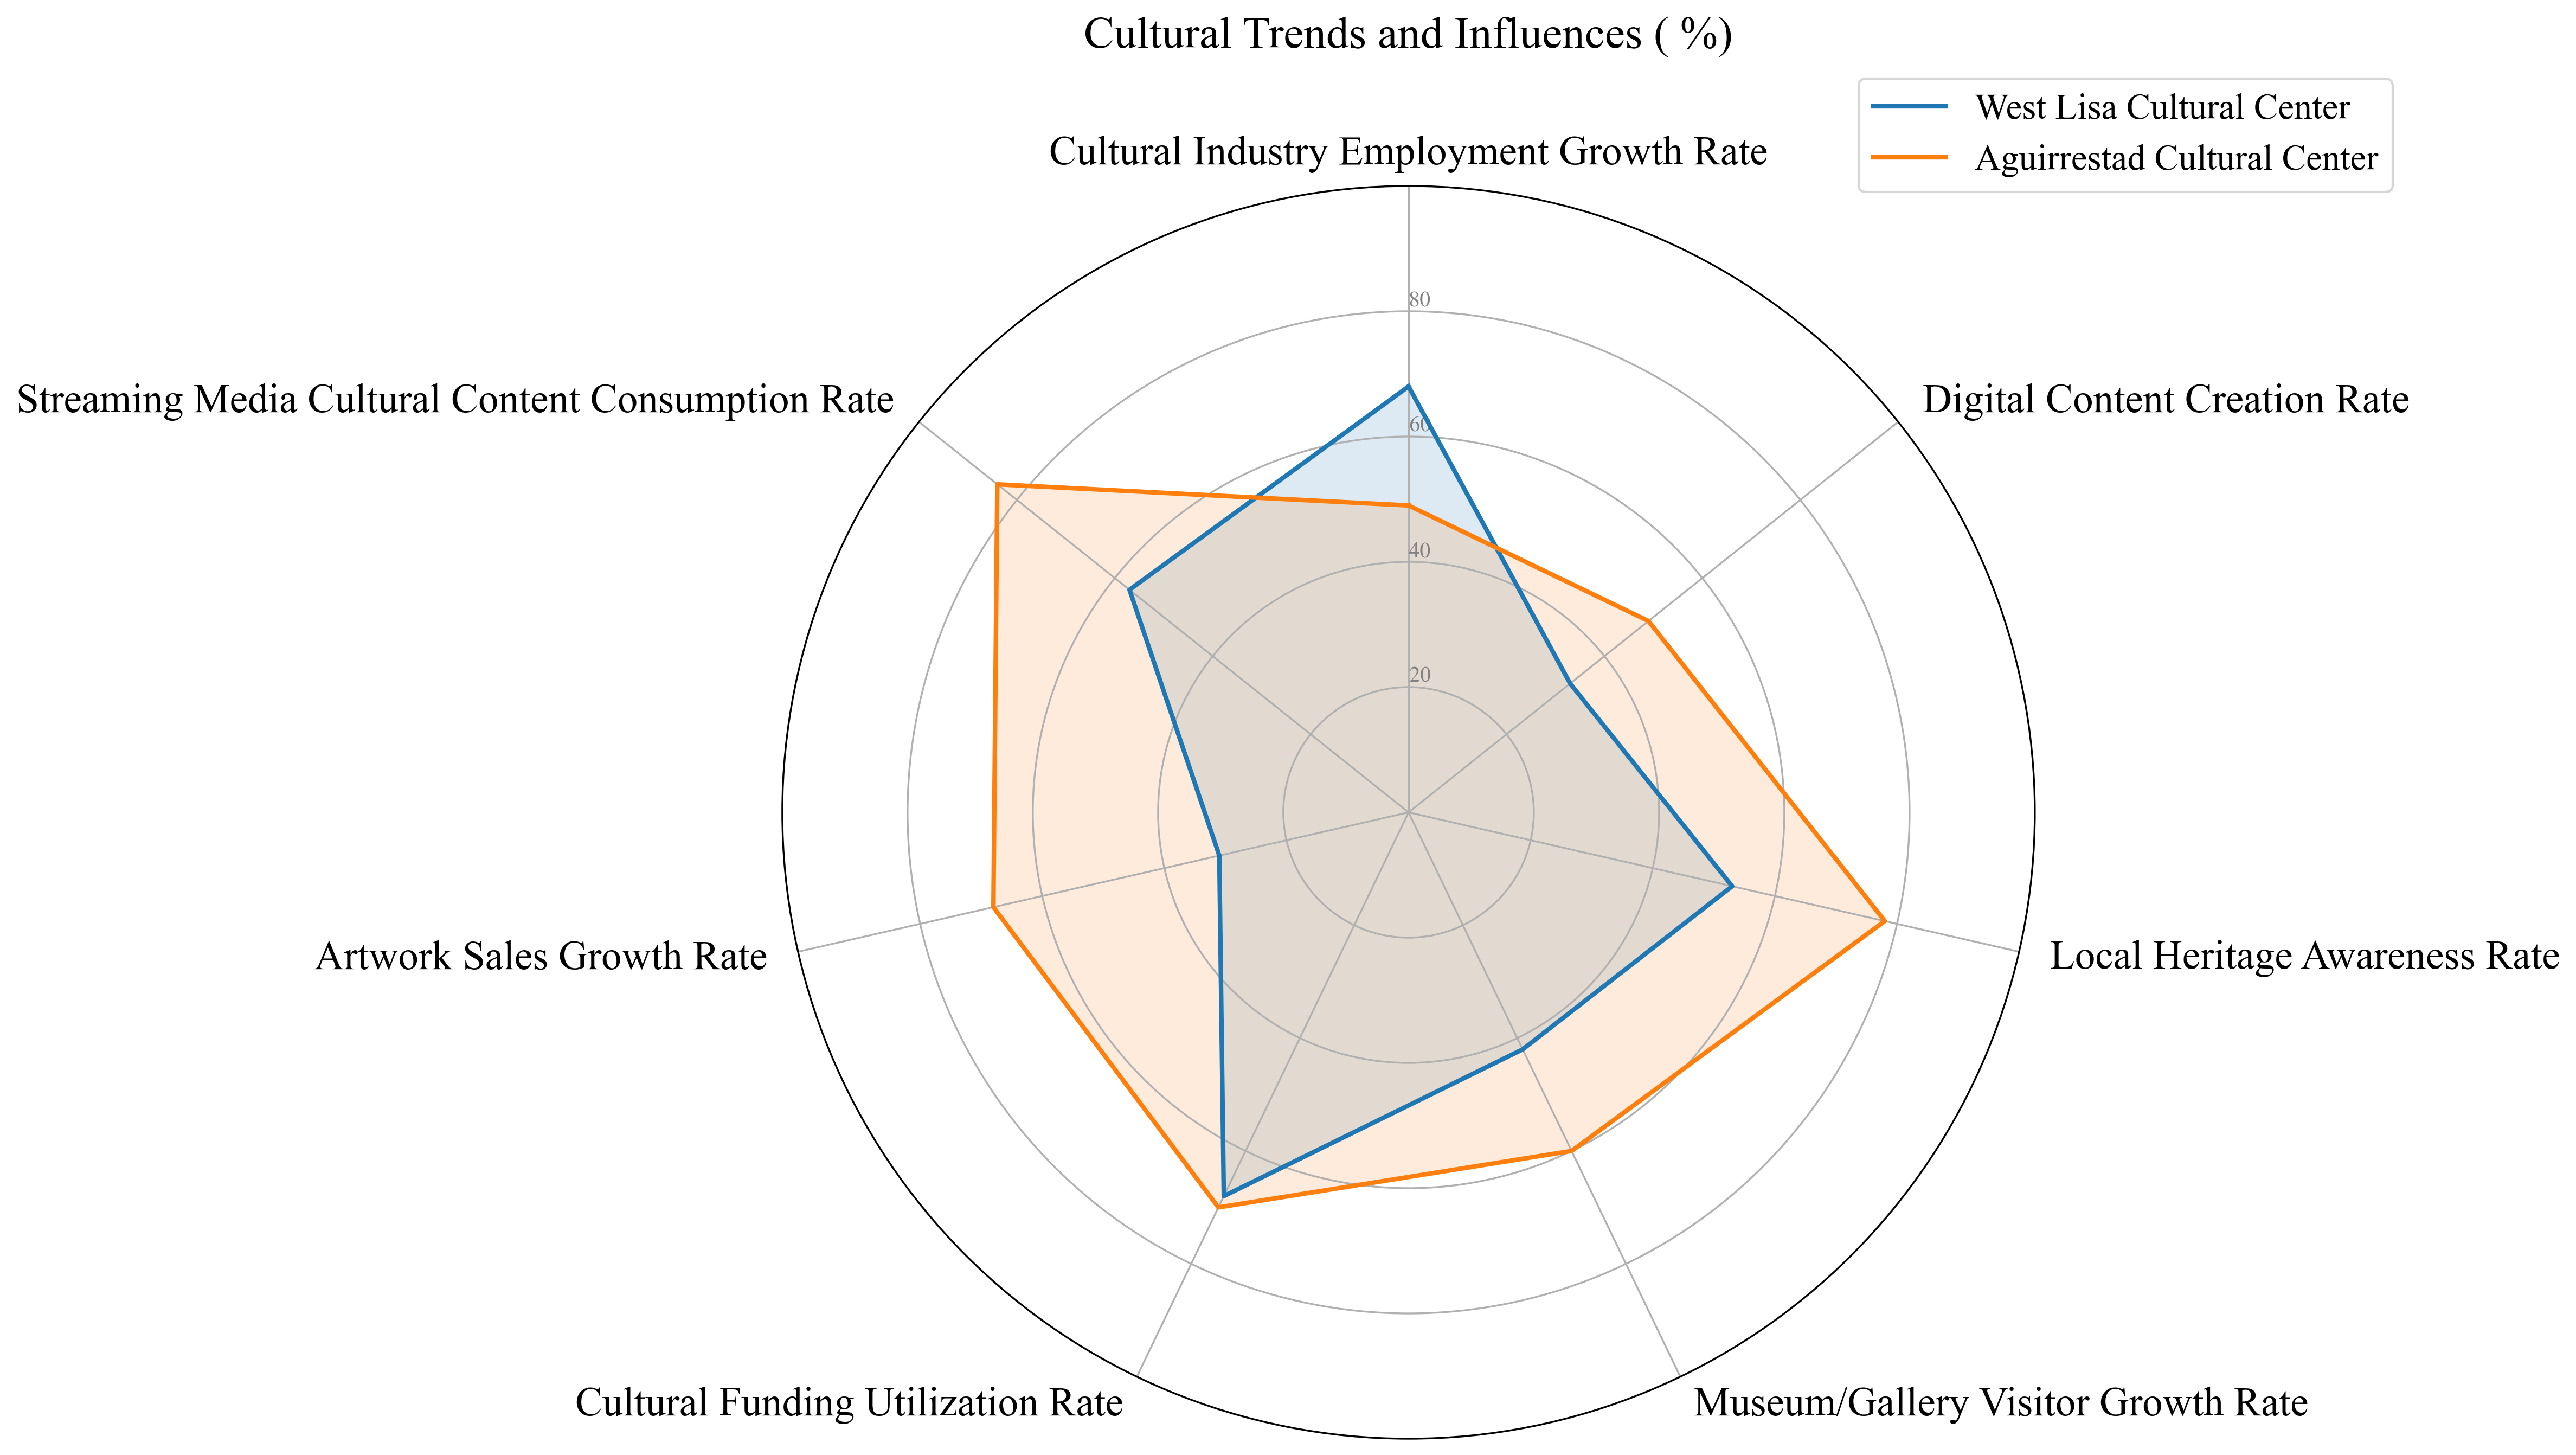 Cultural Trends and Influences ( %)
West Lisa Cultural Center
Aguirrestad Cultural Center
Cultural Industry Employment Growth Rate
80
Streaming Media Cultural Content Consumption Rate
Digital Content Creation Rate
60
40
20
Artwork Sales Growth Rate
Local Heritage Awareness Rate
Cultural Funding Utilization Rate
Museum/Gallery Visitor Growth Rate